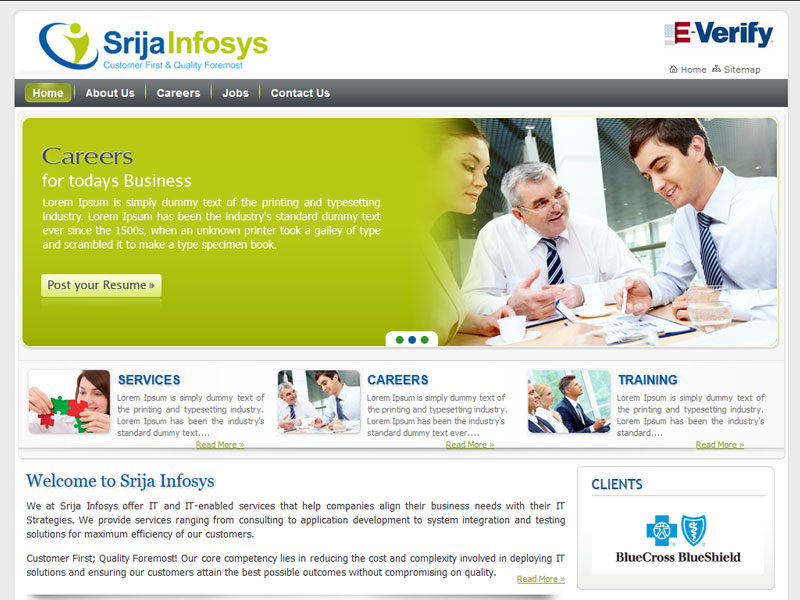 Srija Infosys
Customer First & Quality Foremost
E-Verify.
Home Sitemap
Home About Us Careers Jobs Contact Us
Careers
for todays Business
Lorem Ipsum is simply dummy text of the printing and typesetting
industry. Lorem Ipsum has been the industry's standard dummy text
ever since the 1500s, when an unknown printer took a galley of type
and scrambled it to make a type specimen book.
Post your Resume »
SERVICES
Lorem Ipsum is simply dummy text of
the printing and typesetting industry.
Lorem Ipsum has been the industry's
standard dummy text....
Read More »
CAREERS
Lorem Ipsum is simply dummy text of
the printing and typesetting industry.
Lorem Ipsum has been the industry's
standard dummy text ever....
Read More »
TRAINING
Lorem Ipsum is simply dummy text of
the printing and typesetting industry.
Lorem Ipsum has been the industry's
standard dummy text of....
Read More »
Welcome to Srija Infosys
We at Srija Infosys offer IT and IT-enabled services that help companies align their business needs with their IT
Strategies. We provide services ranging from consulting to application development to system integration and testing
solutions for maximum efficiency of our customers.
Customer First; Quality Foremost! Our core competency lies in reducing the cost and complexity involved in deploying IT
solutions and ensuring our customers attain the best possible outcomes without compromising on quality.
Read More »
CLIENTS
BlueCross BlueShield